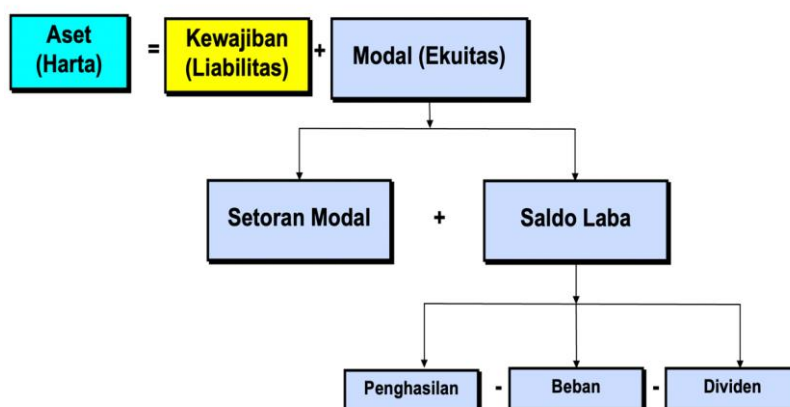 Aset
(Harta)
=
Kewajiban
(Liabilitas)
+
Modal (Ekuitas)
Setoran Modal
+
Saldo Laba
Penghasilan
-
Beban
-
Dividen